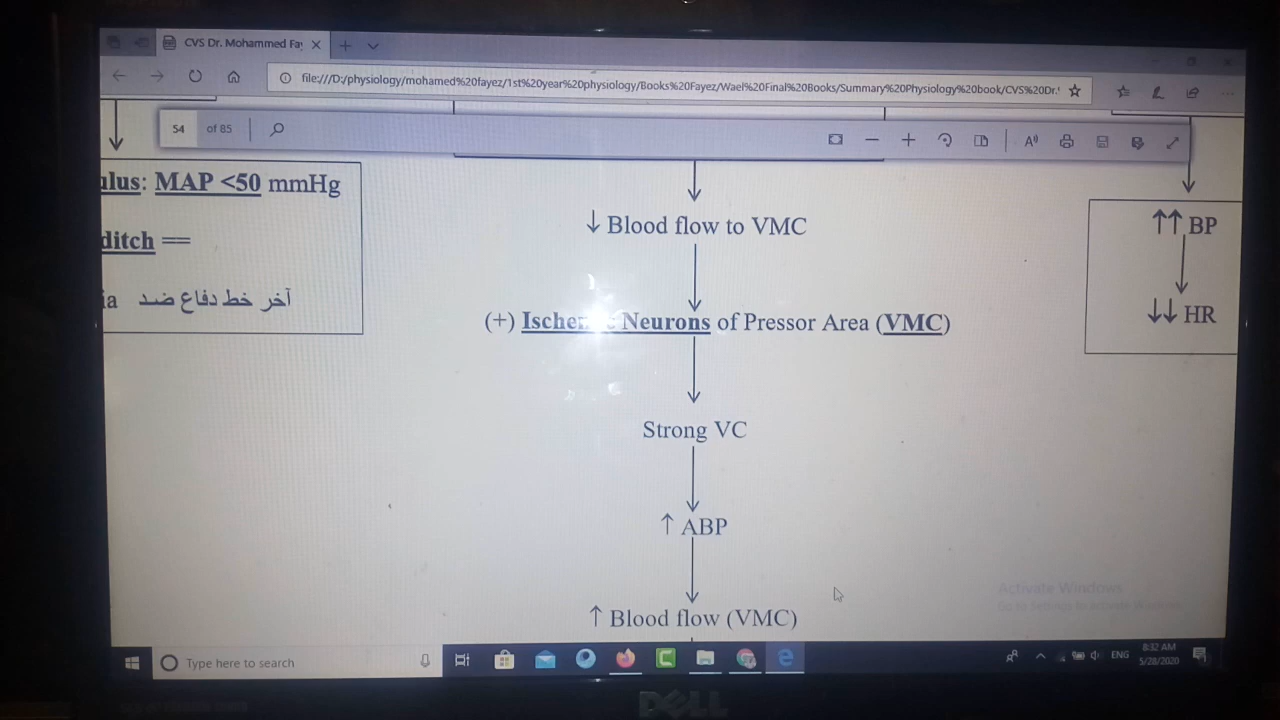 CVS Dr. Mohammed Fa
file:///D:/physiology/mohamed%20fayez/1st%20year%20physiology/Books%20Fayez/Wael%20Final%20Books/Summary%20Physiology%20book/CVS%20Dr.
54 of 85
lus: MAP <50 mmHg
ditch ==
ia آخر خط دفاع ضد
↓ Blood flow to VMC
(+) Neurons of Pressor Area (VMC)
Strong VC
↑ ABP
↑ Blood flow (VMC)
↑↑ BP
↓↓ HR
Activate Windows
Type here to search
ENG
8:32 AM
5/28/2020
DELL